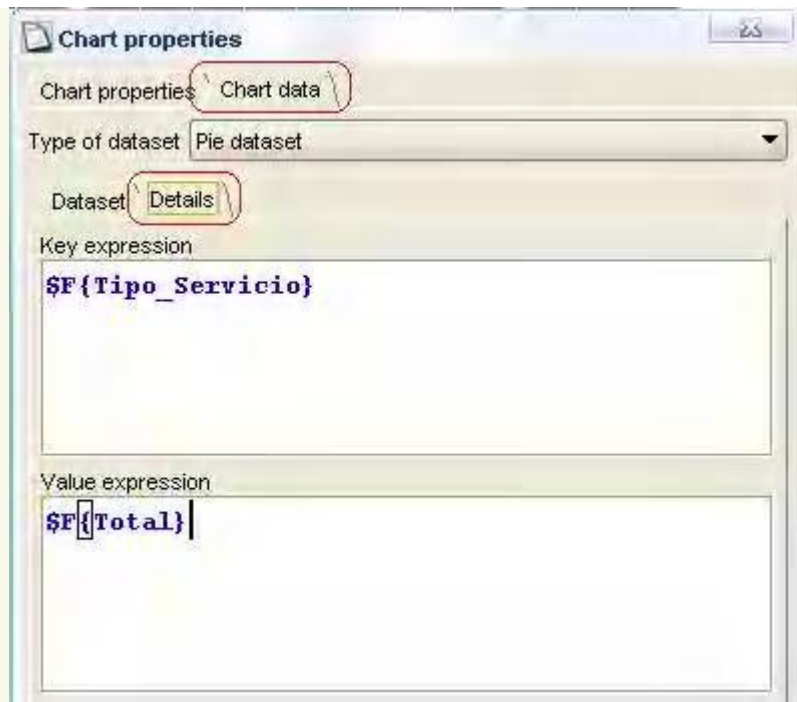 Chart properties
Chart properties Chart data
Type of dataset Pie dataset
Dataset Details
Key expression
$F{Tipo_Servicio}
Value expression
$F{Total}